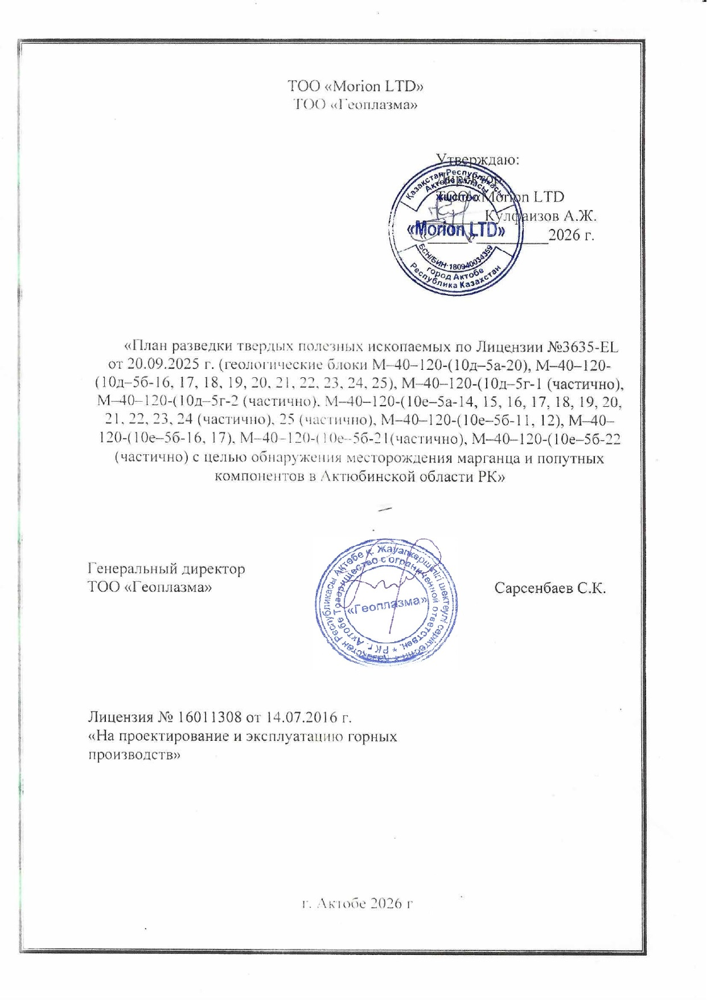 ТОО «Morion LTD»
ТОО «Геоплазма»
Утверждаю:
Директор
ТОО «Morion LTD
Кулфаизов А.Ж.
2026 г.
Қазақстан Республикасы
Ақтөбе қаласы
ЖШС ТОО
«Morion LTD»
БСН/БИН 180940034359
город Актобе
Республика Казахстан
«План разведки твердых полезных ископаемых по Лицензии №3635-EL
от 20.09.2025 г. (геологические блоки М–40–120-(10д–5а-20), М–40–120-
(10д–5б-16, 17, 18, 19, 20, 21, 22, 23, 24, 25), М–40–120-(10д–5г-1 (частично),
М–40–120-(10д–5г-2 (частично), М–40–120-(10е–5а-14, 15, 16, 17, 18, 19, 20,
21, 22, 23, 24 (частично), 25 (частично), М–40–120-(10е–5б-11, 12), М–40–
120-(10е–5б-16, 17), М–40–120-(10е–5б-21(частично), М–40–120-(10е–5б-22
(частично) с целью обнаружения месторождения марганца и попутных
компонентов в Актюбинской области РК»
Генеральный директор
ТОО «Геоплазма»
Сарсенбаев С.К.
Қазақстан Республикасы Ақтөбе қ. Жауапкершілігі шектеулі серіктестігі
РК г. Актобе Товарищество с ограниченной ответствен.
«Геоплазма»
Лицензия № 16011308 от 14.07.2016 г.
«На проектирование и эксплуатацию горных
производств»
г. Актобе 2026 г